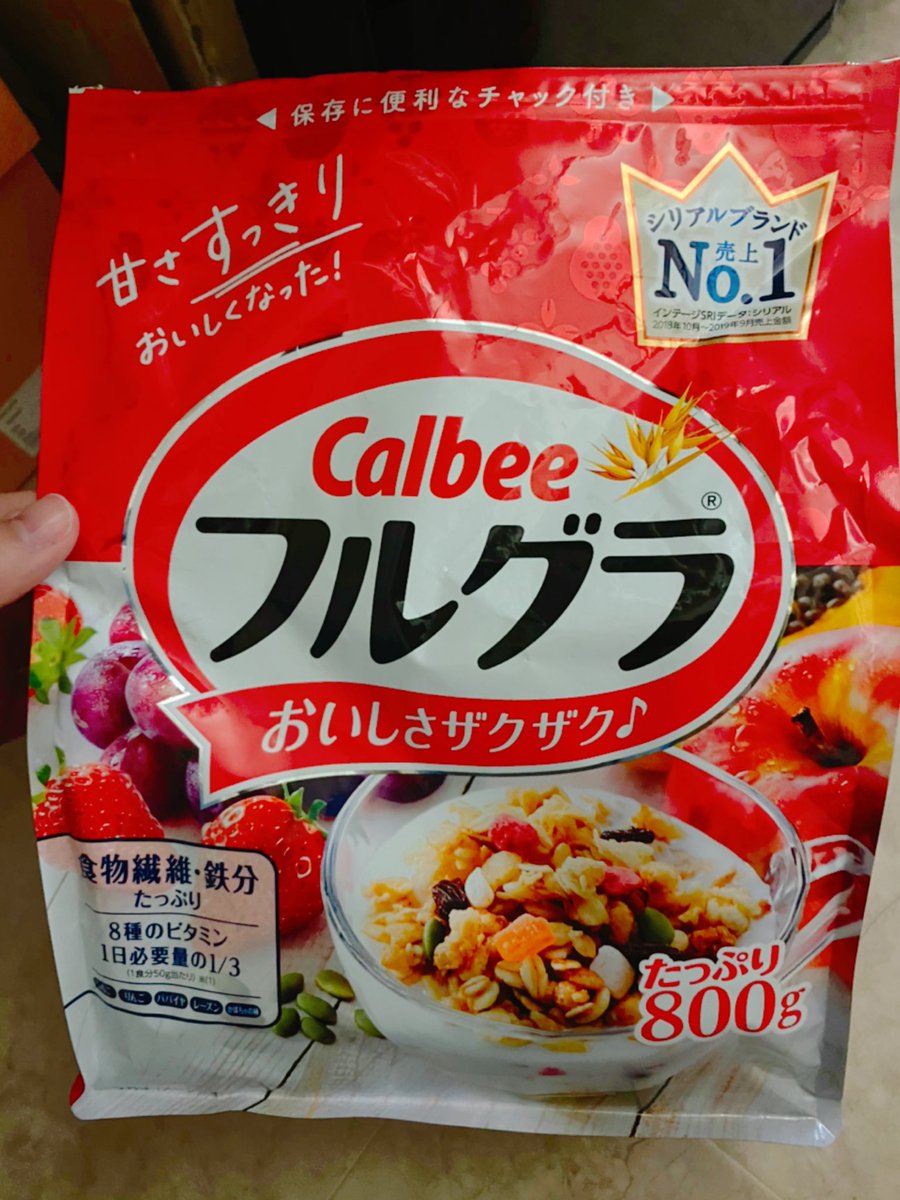 ◀ 保存に便利なチャック付き ▶
甘さすっきり
おいしくなった!
シリアルブランド
売上
No.1
インテージSRIデータ:シリアル
2018年10月~2019年9月売上金額
Calbee
フルグラ®
おいしさザクザク♪
食物繊維・鉄分
たっぷり
8種のビタミン
1日必要量の1/3
(1食分50g当たり) ※(1)
りんご パパイヤ レーズン かぼちゃの種
たっぷり
800g